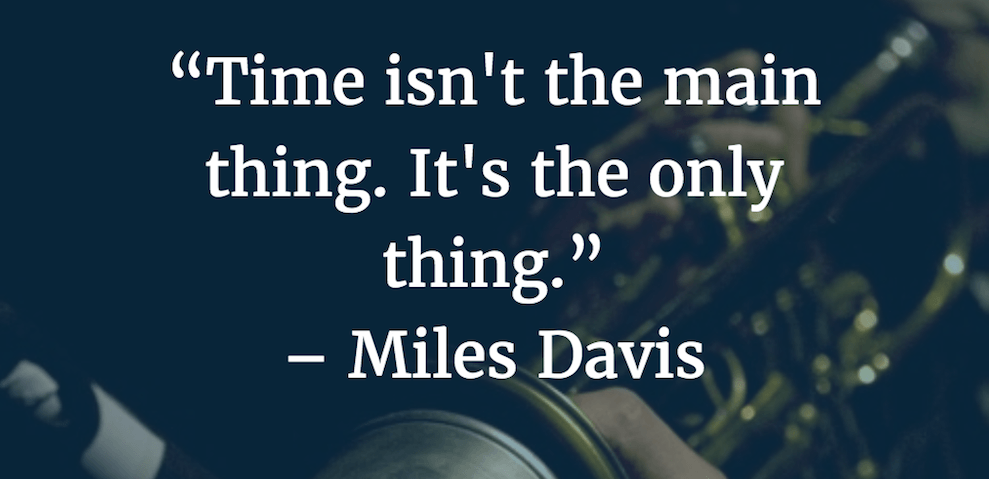 “Time isn't the main
thing. It's the only
thing.”
– Miles Davis